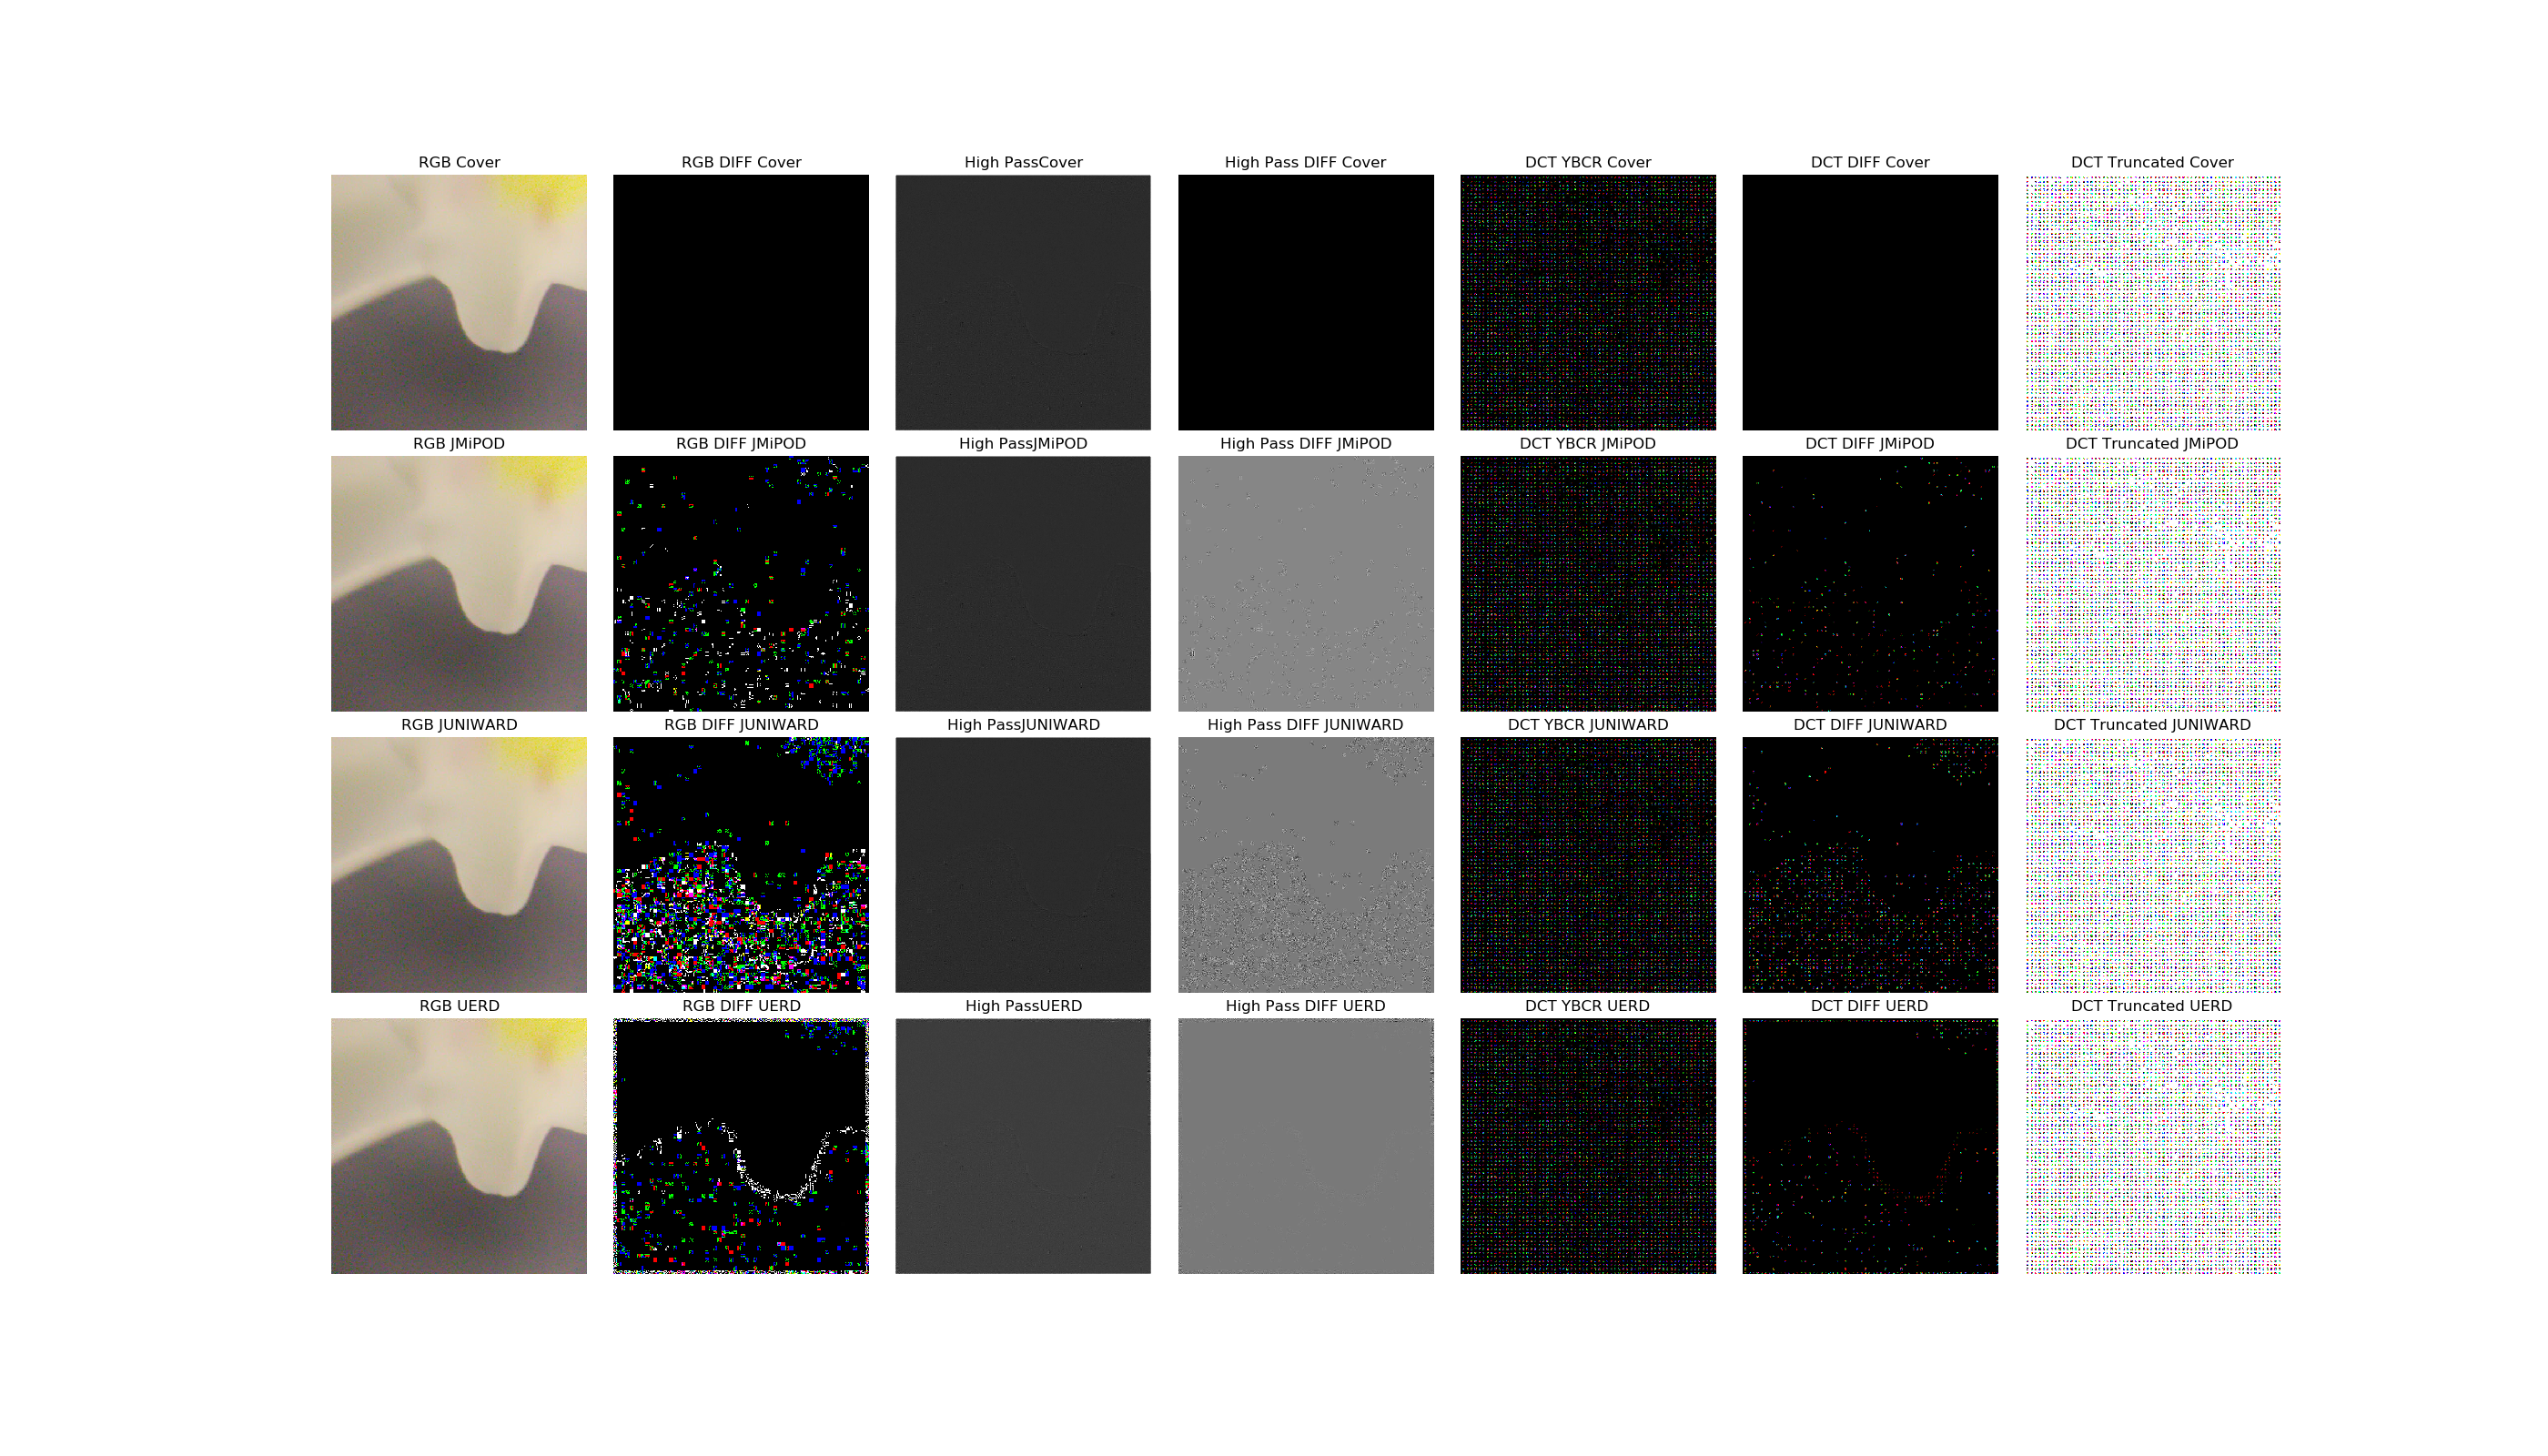 RGB Cover
RGB DIFF Cover
High PassCover
High Pass DIFF Cover
DCT YBCR Cover
DCT DIFF Cover
DCT Truncated Cover
RGB JMiPOD
RGB DIFF JMiPOD
High PassJMiPOD
High Pass DIFF JMiPOD
DCT YBCR JMiPOD
DCT DIFF JMiPOD
DCT Truncated JMiPOD
RGB JUNIWARD
RGB DIFF JUNIWARD
High PassJUNIWARD
High Pass DIFF JUNIWARD
DCT YBCR JUNIWARD
DCT DIFF JUNIWARD
DCT Truncated JUNIWARD
RGB UERD
RGB DIFF UERD
High PassUERD
High Pass DIFF UERD
DCT YBCR UERD
DCT DIFF UERD
DCT Truncated UERD